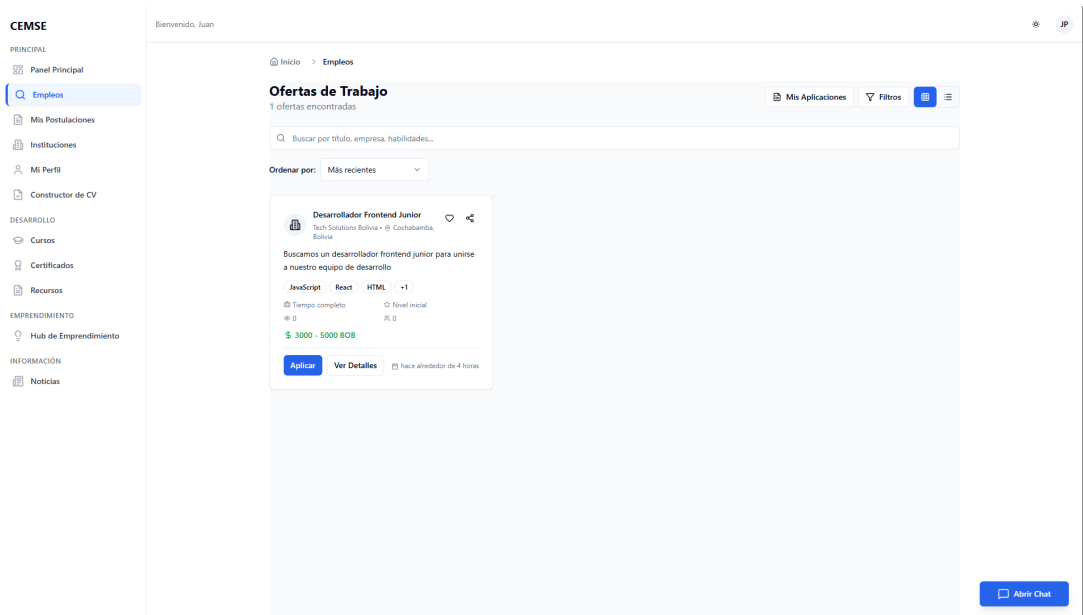 CEMSE
PRINCIPAL
Panel Principal
Empleos
Mis Postulaciones
Instituciones
Mi Perfil
Constructor de CV
DESARROLLO
Cursos
Certificados
Recursos
EMPRENDIMIENTO
Hub de Emprendimiento
INFORMACIÓN
Noticias
Bienvenido, Juan
JP
Inicio > Empleos
Ofertas de Trabajo
1 ofertas encontradas
Mis Aplicaciones
Filtros
Buscar por título, empresa, habilidades...
Ordenar por: Más recientes
Desarrollador Frontend Junior
Tech Solutions Bolivia • Cochabamba,
Bolivia
Buscamos un desarrollador frontend junior para unirse
a nuestro equipo de desarrollo
JavaScript React HTML +1
Tiempo completo Nivel inicial
0 0
$ 3000 - 5000 BOB
Aplicar Ver Detalles hace alrededor de 4 horas
Abrir Chat